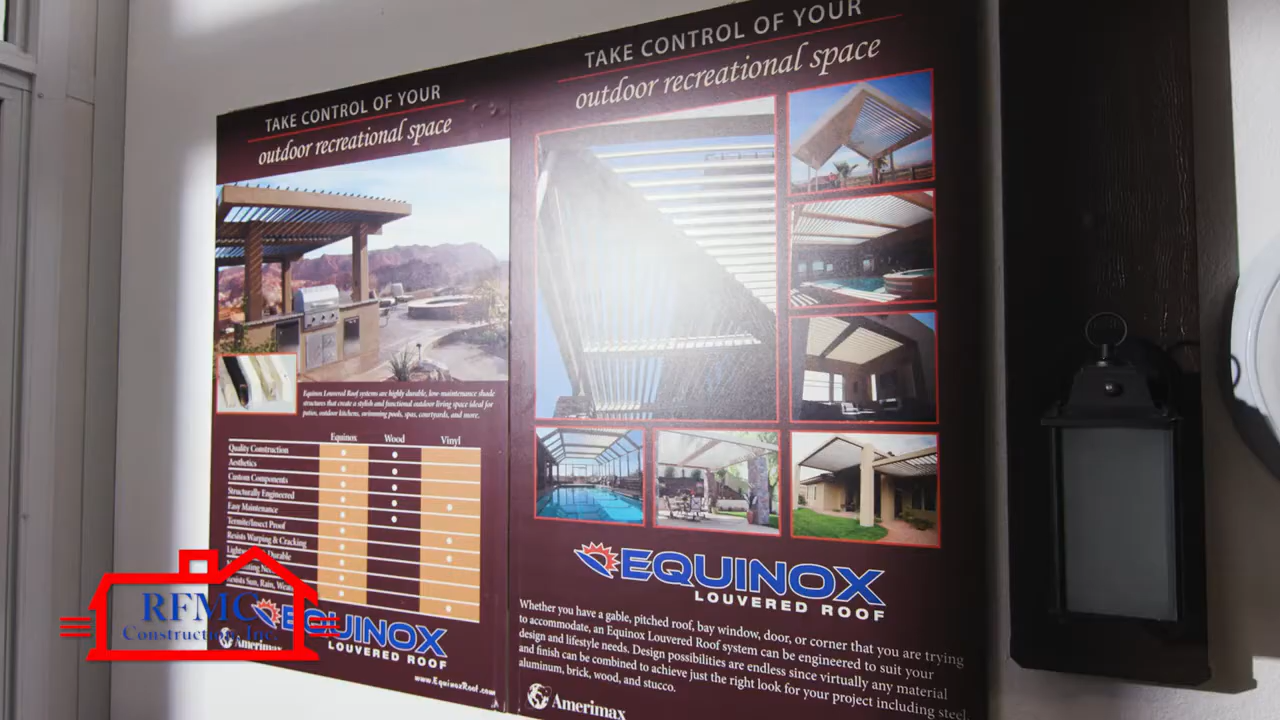 TAKE CONTROL OF YOUR
outdoor recreational space
Equinox Louvered Roof systems are highly durable, low-maintenance shade
structures that create a stylish and functional outdoor living space ideal for
patios, outdoor kitchens, swimming pools, spas, courtyards, and more.
Equinox Wood Vinyl
Quality Construction
Aesthetics
Custom Components
Structurally Engineered
Easy Maintenance
Termite/Insect Proof
Resists Warping & Cracking
Durable
Resists Sun, Rain,
EQUINOX
LOUVERED ROOF
Amerimax
www.EquinoxRoof.com
TAKE CONTROL OF YOUR
outdoor recreational space
EQUINOX
LOUVERED ROOF
Whether you have a gable, pitched roof, bay window, door, or corner that you are trying
to accommodate, an Equinox Louvered Roof system can be engineered to suit your
design and lifestyle needs. Design possibilities are endless since virtually any material
and finish can be combined to achieve just the right look for your project including steel,
aluminum, brick, wood, and stucco.
Amerimax
RFMC
Construction, Inc.